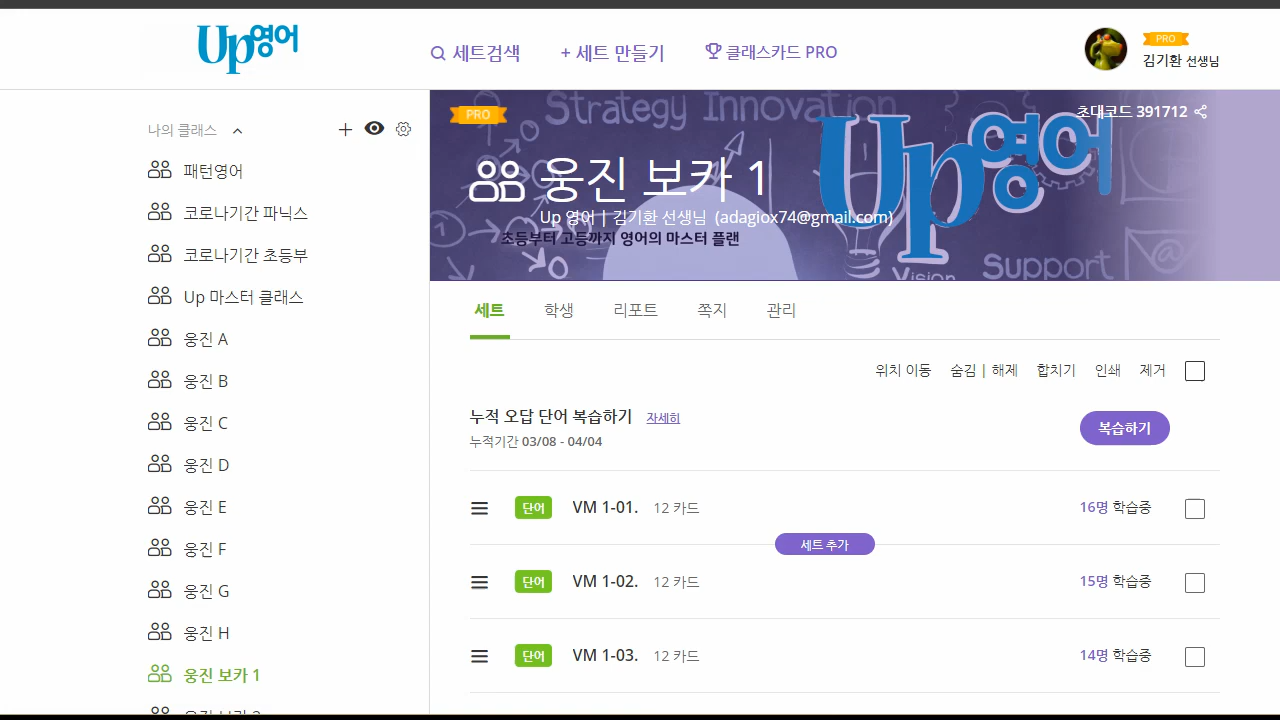 Up영어
세트검색
+ 세트 만들기
클래스카드 PRO
PRO
김기환 선생님
나의 클래스
패턴영어
코로나기간 파닉스
코로나기간 초등부
Up 마스터 클래스
웅진 A
웅진 B
웅진 C
웅진 D
웅진 E
웅진 F
웅진 G
웅진 H
웅진 보카 1
PRO
Strategy Innovation
초대코드 391712
Up영어
웅진 보카 1
Up 영어 | 김기환 선생님 (adagiox74@gmail.com)
초등부터 고등까지 영어의 마스터 플랜
Vision
Support
세트 학생 리포트 쪽지 관리
위치 이동 숨김 | 해제 합치기 인쇄 제거
누적 오답 단어 복습하기 자세히
누적기간 03/08 - 04/04
복습하기
단어 VM 1-01. 12 카드 16명 학습중
세트 추가
단어 VM 1-02. 12 카드 15명 학습중
단어 VM 1-03. 12 카드 14명 학습중